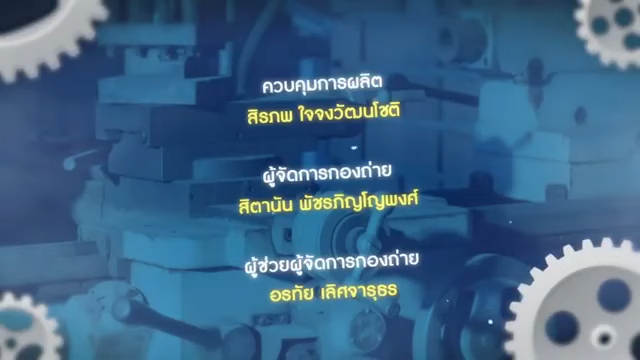 ควบคุมการผลิต
สิรภพ ใจจงวัฒนโชติ
ผู้จัดการกองถ่าย
สิตานัน พัชรภิญโญพงศ์
ผู้ช่วยผู้จัดการกองถ่าย
อรทัย เลิศจารุธร